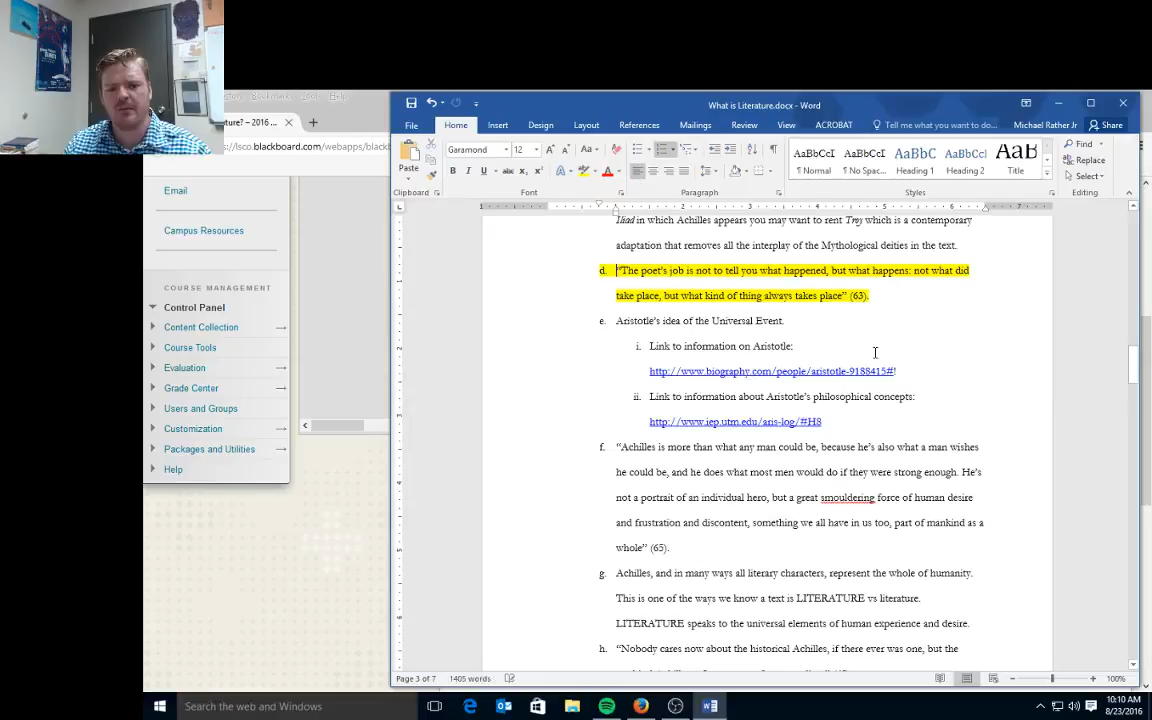 Help
What is Literature.docx - Word
rature? ... – 2016
s://lsco.blackboard.com/webapps/blackb
File Home Insert Design Layout References Mailings Review View ACROBAT Tell me what you want to do... Michael Rather Jr Share
Paste
Garamond 12
AaBbCcI AaBbCcI AaBbC AaBbCcI AaB
¶ Normal ¶ No Spac... Heading 1 Heading 2 Title
Find
Replace
Select
Clipboard Font Paragraph Styles Editing
Email
Campus Resources
COURSE MANAGEMENT
Control Panel
Content Collection
Course Tools
Evaluation
Grade Center
Users and Groups
Customization
Packages and Utilities
Help
Iliad in which Achilles appears you may want to rent Troy which is a contemporary
adaptation that removes all the interplay of the Mythological deities in the text.
d. “The poet’s job is not to tell you what happened, but what happens: not what did
take place, but what kind of thing always takes place” (63).
e. Aristotle’s idea of the Universal Event.
i. Link to information on Aristotle:
http://www.biography.com/people/aristotle-9188415#!
ii. Link to information about Aristotle’s philosophical concepts:
http://www.iep.utm.edu/aris-log/#H8
f. “Achilles is more than what any man could be, because he’s also what a man wishes
he could be, and he does what most men would do if they were strong enough. He’s
not a portrait of an individual hero, but a great smouldering force of human desire
and frustration and discontent, something we all have in us too, part of mankind as a
whole” (65).
g. Achilles, and in many ways all literary characters, represent the whole of humanity.
This is one of the ways we know a text is LITERATURE vs literature.
LITERATURE speaks to the universal elements of human experience and desire.
h. “Nobody cares now about the historical Achilles, if there ever was one, but the
Page 3 of 7 1405 words 100%
Search the web and Windows
10:10 AM
8/23/2016